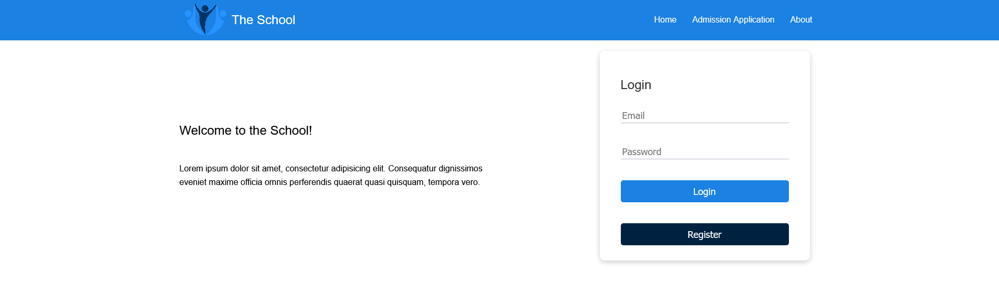 The School
Home
Admission Application
About
Login
Email
Welcome to the School!
Password
Lorem ipsum dolor sit amet, consectetur adipisicing elit. Consequatur dignissimos
eveniet maxime officia omnis perferendis quaerat quasi quisquam, tempora vero.
Login
Register